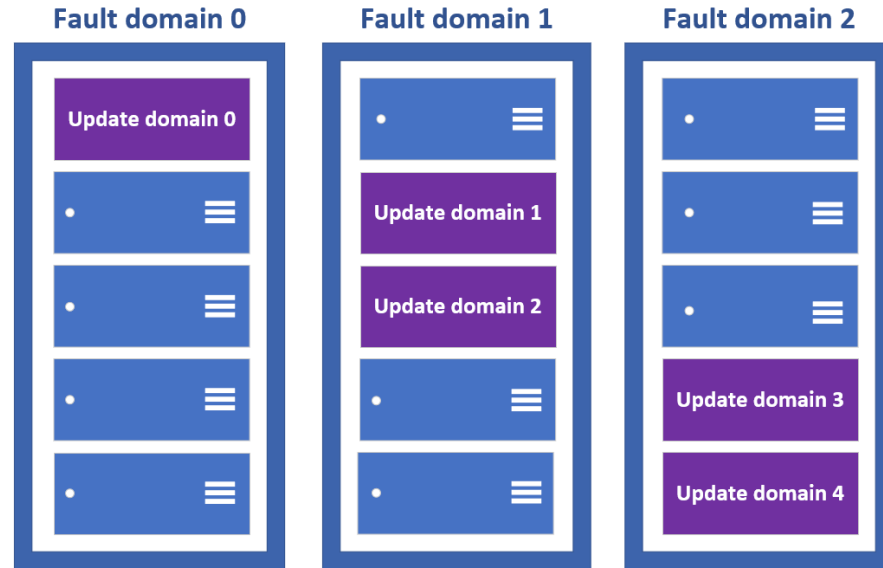 Fault domain 0
Fault domain 1
Fault domain 2
Update domain 0
Update domain 1
Update domain 2
Update domain 3
Update domain 4